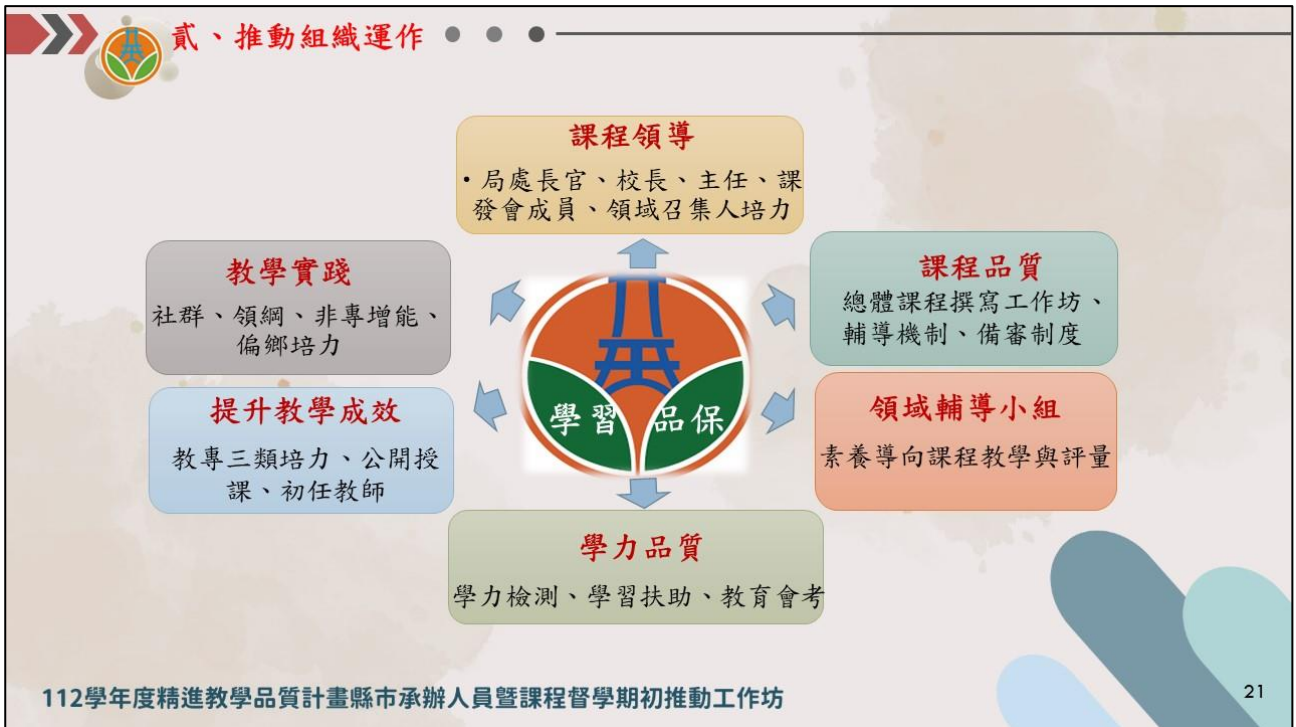 貳、推動組織運作
課程領導
•局處長官、校長、主任、課
發會成員、領域召集人培力
教學實踐
社群、領綱、非專增能、
偏鄉培力
課程品質
總體課程撰寫工作坊、
輔導機制、備審制度
提升教學成效
教專三類培力、公開授
課、初任教師
學習 品保
領域輔導小組
素養導向課程教學與評量
學力品質
學力檢測、學習扶助、教育會考
112學年度精進教學品質計畫縣市承辦人員暨課程督學期初推動工作坊
21